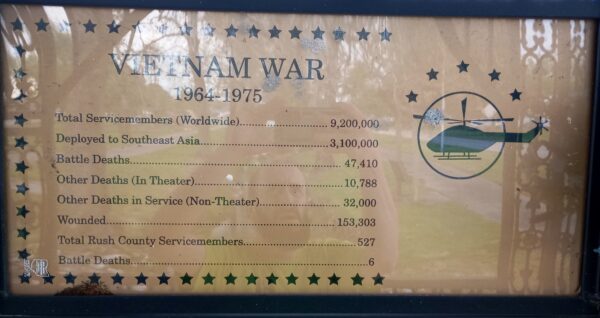 VIETNAM WAR
1964-1975
Total Servicemembers (Worldwide)........................ 9,200,000
Deployed to Southeast Asia................................... 3,100,000
Battle Deaths........................................................... 47,410
Other Deaths (In Theater)........................................ 10,788
Other Deaths in Service (Non-Theater)..................... 32,000
Wounded................................................................ 153,303
Total Rush County Servicemembers............................ 527
Battle Deaths................................................................. 6